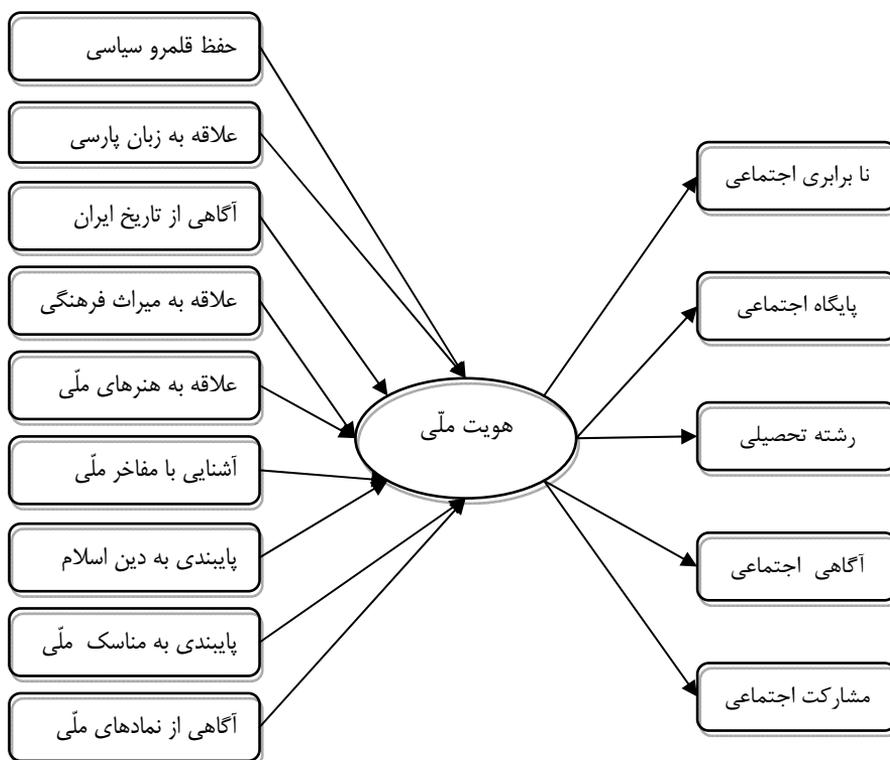 حفظ قلمرو سیاسی
علاقه به زبان پارسی
آگاهی از تاریخ ایران
علاقه به میراث فرهنگی
علاقه به هنرهای ملّی
آشنایی با مفاخر ملّی
پایبندی به دین اسلام
پایبندی به مناسک ملّی
آگاهی از نمادهای ملّی
هویت ملّی
نا برابری اجتماعی
پایگاه اجتماعی
رشته تحصیلی
آگاهی اجتماعی
مشارکت اجتماعی